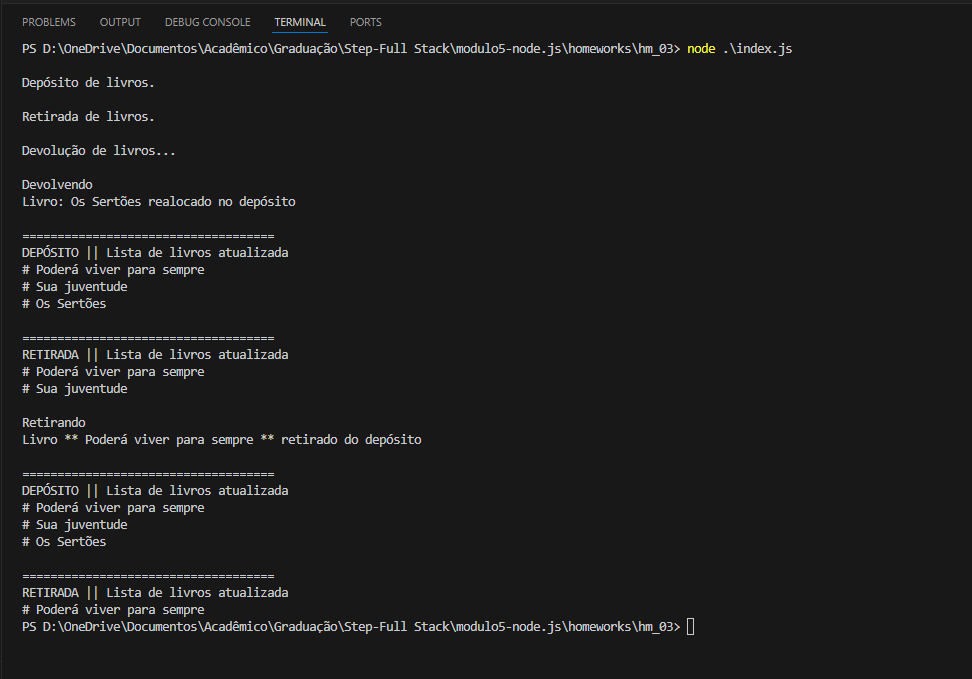 PROBLEMS OUTPUT DEBUG CONSOLE TERMINAL PORTS
PS D:\OneDrive\Documentos\Acadêmico\Graduação\Step-Full Stack\modulo5-node.js\homeworks\hm_03> node .\index.js
Depósito de livros.
Retirada de livros.
Devolução de livros...
Devolvendo
Livro: Os Sertões realocado no depósito
====================================
DEPÓSITO || Lista de livros atualizada
# Poderá viver para sempre
# Sua juventude
# Os Sertões
====================================
RETIRADA || Lista de livros atualizada
# Poderá viver para sempre
# Sua juventude
Retirando
Livro ** Poderá viver para sempre ** retirado do depósito
====================================
DEPÓSITO || Lista de livros atualizada
# Poderá viver para sempre
# Sua juventude
# Os Sertões
====================================
RETIRADA || Lista de livros atualizada
# Poderá viver para sempre
PS D:\OneDrive\Documentos\Acadêmico\Graduação\Step-Full Stack\modulo5-node.js\homeworks\hm_03>